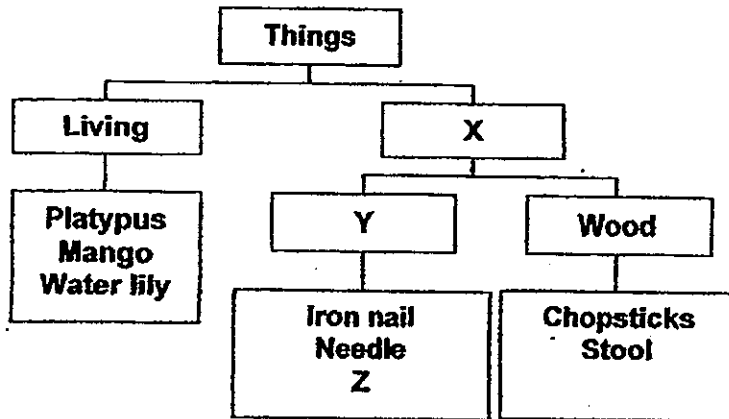 Things
Living
X
Platypus
Mango
Water lily
Y
Wood
Iron nail
Needle
Z
Chopsticks
Stool